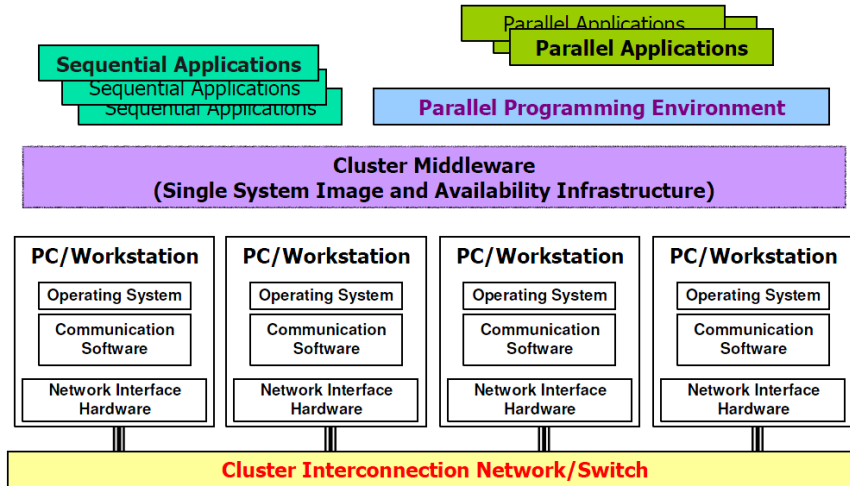 Parallel Applications
Parallel Applications
Sequential Applications
Sequential Applications
Sequential Applications
Parallel Programming Environment
Cluster Middleware
(Single System Image and Availability Infrastructure)
PC/Workstation
Operating System
Communication
Software
Network Interface
Hardware
PC/Workstation
Operating System
Communication
Software
Network Interface
Hardware
PC/Workstation
Operating System
Communication
Software
Network Interface
Hardware
PC/Workstation
Operating System
Communication
Software
Network Interface
Hardware
Cluster Interconnection Network/Switch